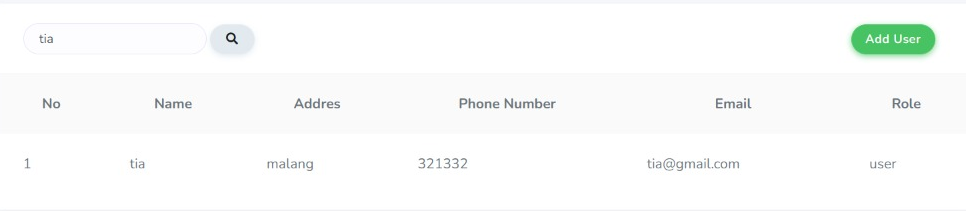 tia
Add User
No Name Addres Phone Number Email Role
1 tia malang 321332 tia@gmail.com user